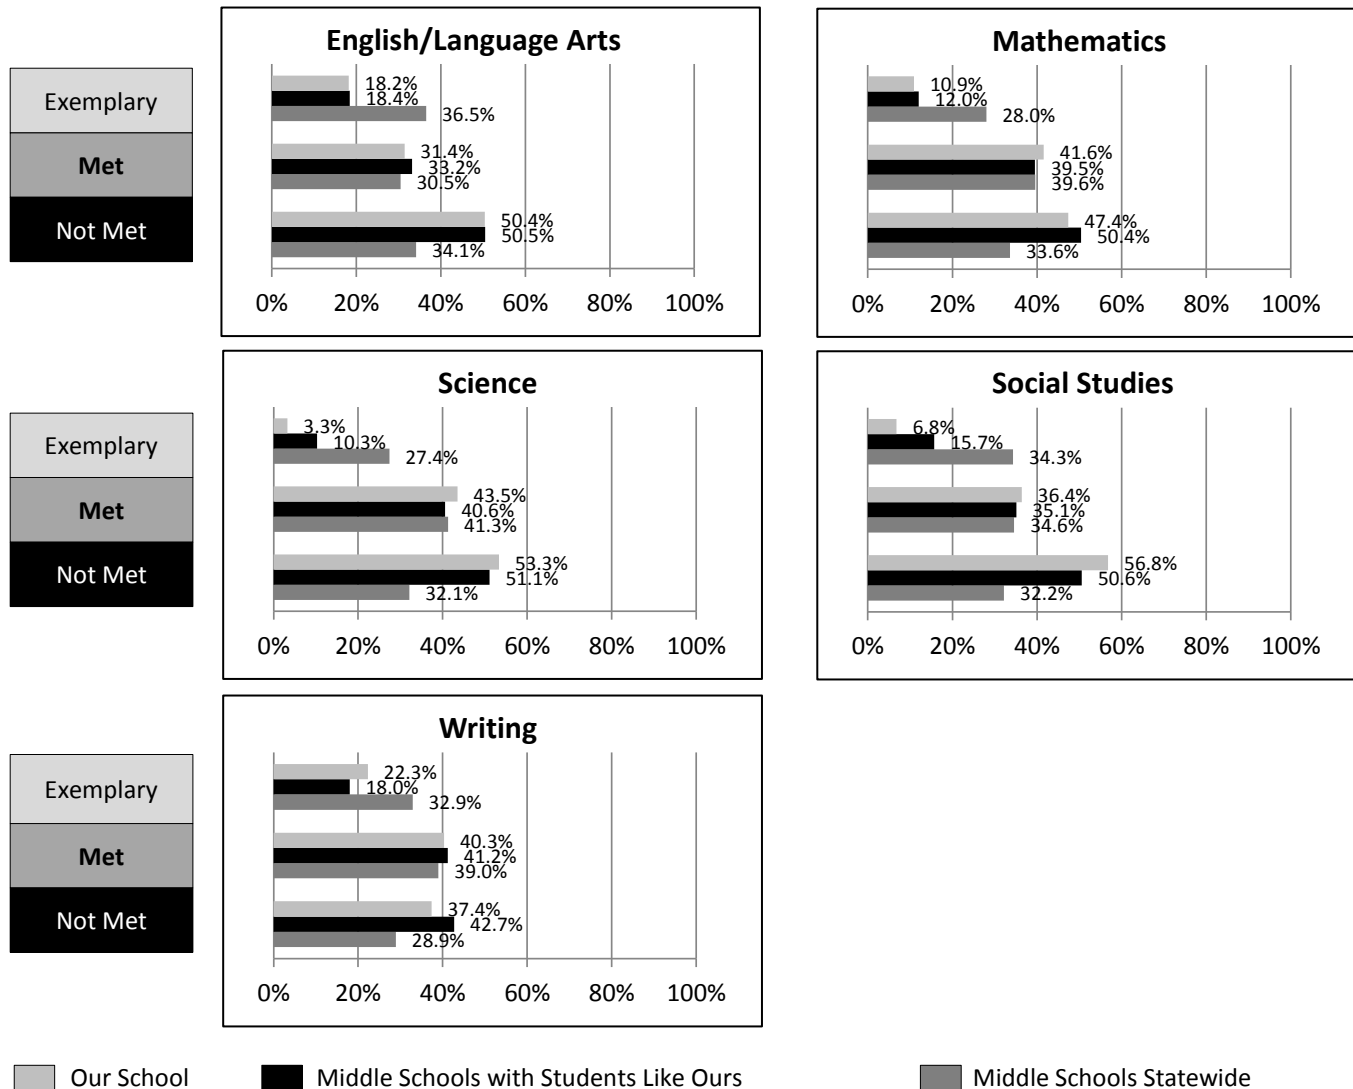 English/Language Arts
Exemplary
Met
Not Met
18.2%
18.4%
36.5%
31.4%
33.2%
30.5%
50.4%
50.5%
34.1%
0% 20% 40% 60% 80% 100%
Mathematics
10.9%
12.0%
28.0%
41.6%
39.5%
39.6%
47.4%
50.4%
33.6%
0% 20% 40% 60% 80% 100%
Science
Exemplary
Met
Not Met
3.3%
10.3%
27.4%
43.5%
40.6%
41.3%
53.3%
51.1%
32.1%
0% 20% 40% 60% 80% 100%
Social Studies
6.8%
15.7%
34.3%
36.4%
35.1%
34.6%
56.8%
50.6%
32.2%
0% 20% 40% 60% 80% 100%
Writing
Exemplary
Met
Not Met
22.3%
18.0%
32.9%
40.3%
41.2%
39.0%
37.4%
42.7%
28.9%
0% 20% 40% 60% 80% 100%
Our School Middle Schools with Students Like Ours Middle Schools Statewide